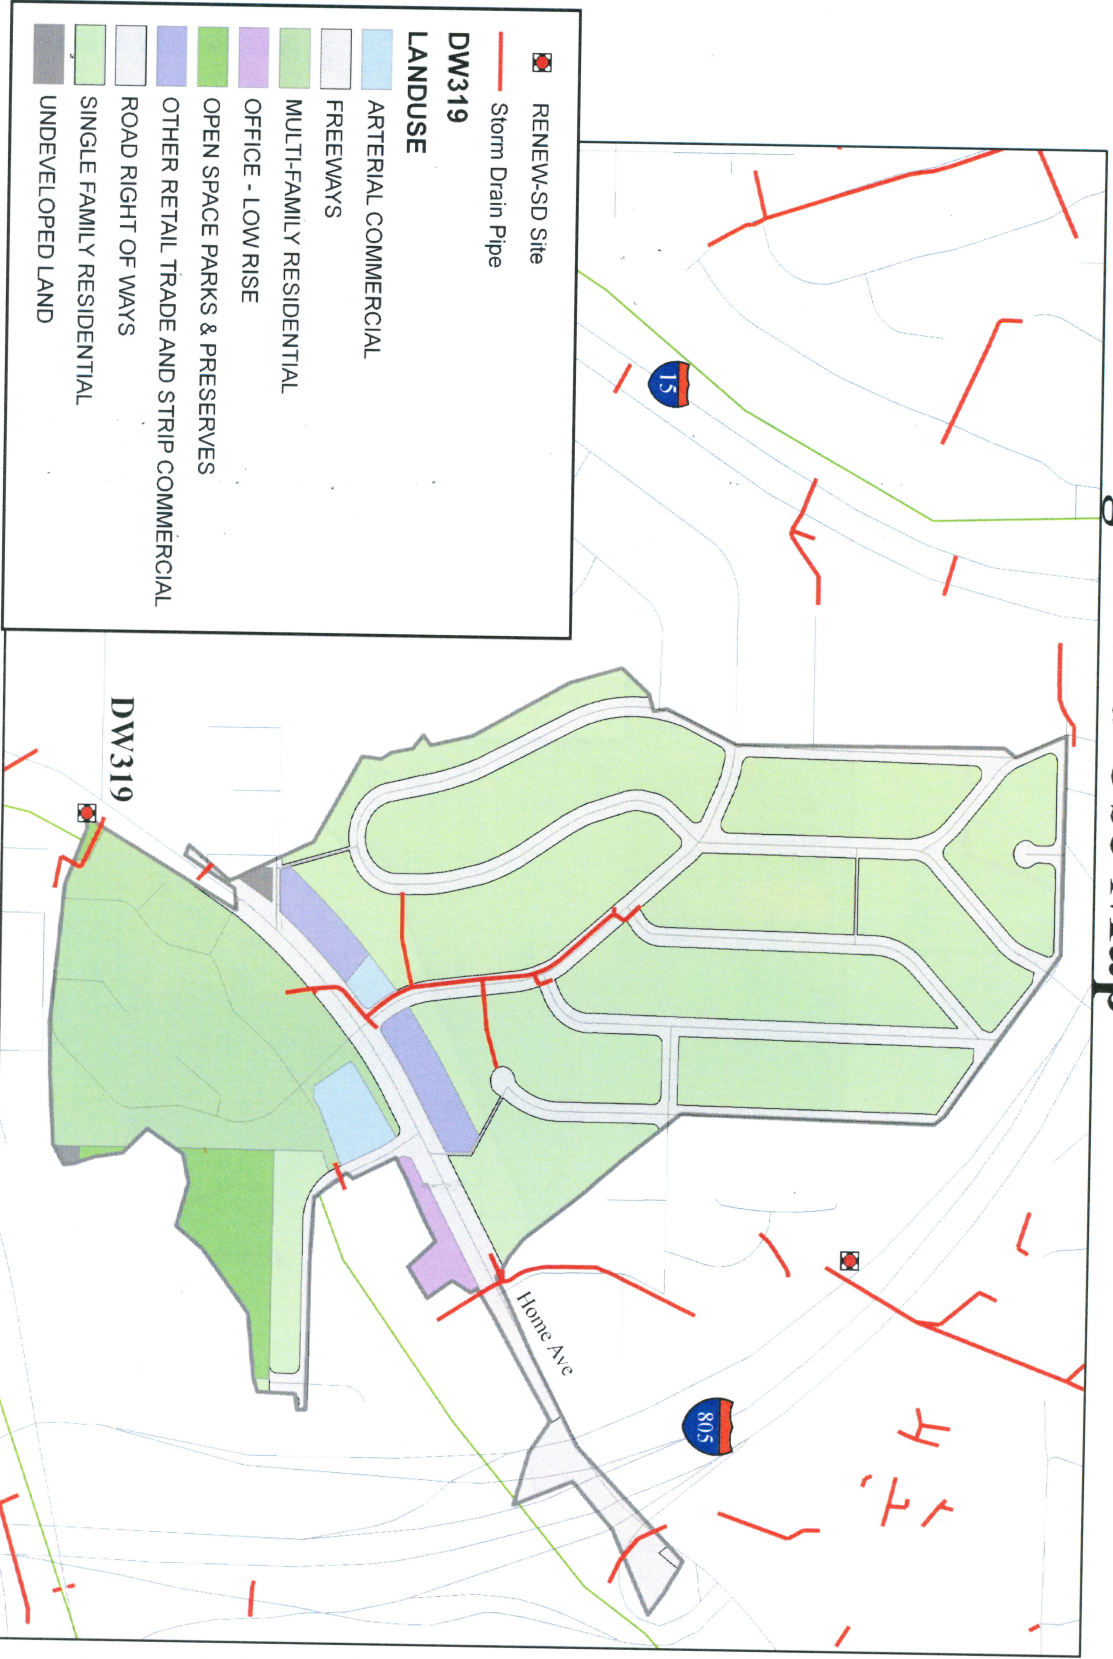 RENEW-SD Site
Storm Drain Pipe
DW319
LANDUSE
ARTERIAL COMMERCIAL
FREEWAYS
MULTI-FAMILY RESIDENTIAL
OFFICE - LOW RISE
OPEN SPACE PARKS & PRESERVES
OTHER RETAIL TRADE AND STRIP COMMERCIAL
ROAD RIGHT OF WAYS
SINGLE FAMILY RESIDENTIAL
UNDEVELOPED LAND
15
805
Home Ave
DW319